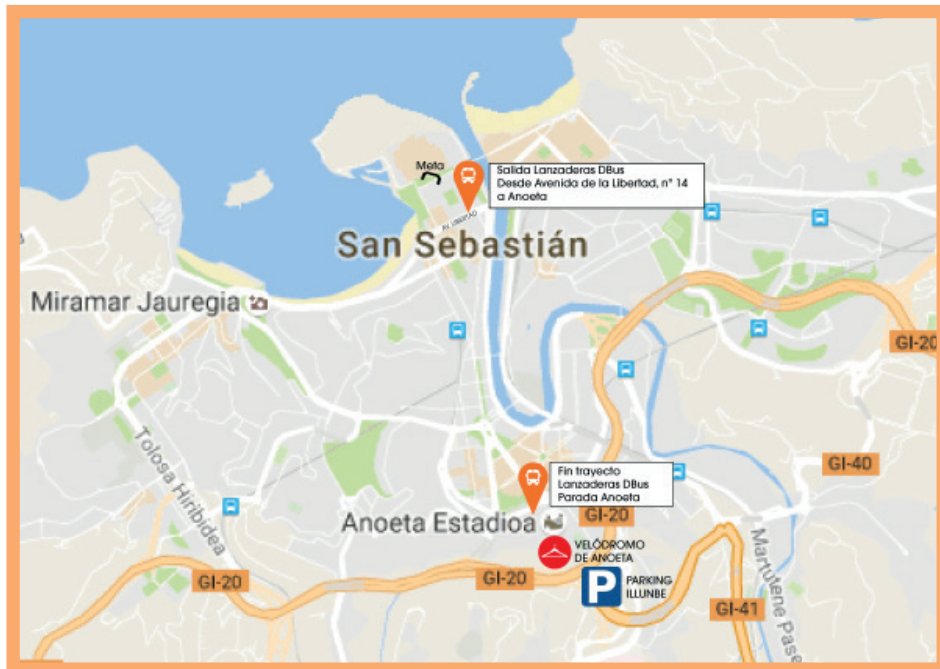 Meta
Salida Lanzaderas DBus
Desde Avenida de la Libertad, nº 14
a Anoeta
AV. LIBERTAD
San Sebastián
Miramar Jauregia
GI-20
Tolosa Hiribidea
GI-40
Fin trayecto
Lanzaderas DBus
Parada Anoeta
GI-20
Anoeta Estadioa
VELÓDROMO
DE ANOETA
GI-20
GI-20
P
PARKING
ILLUNBE
GI-41
Martutene Pase